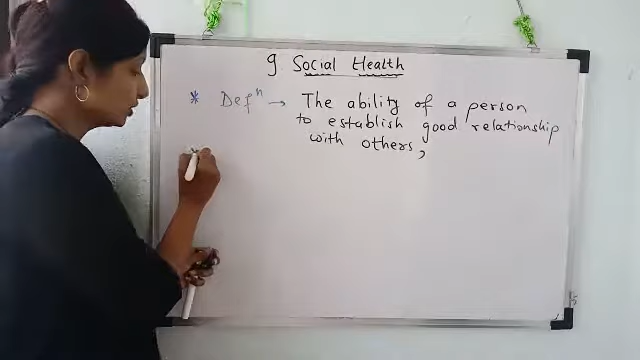 9 Social Health
* Defⁿ → The ability of a person
to establish good relationship
with others,